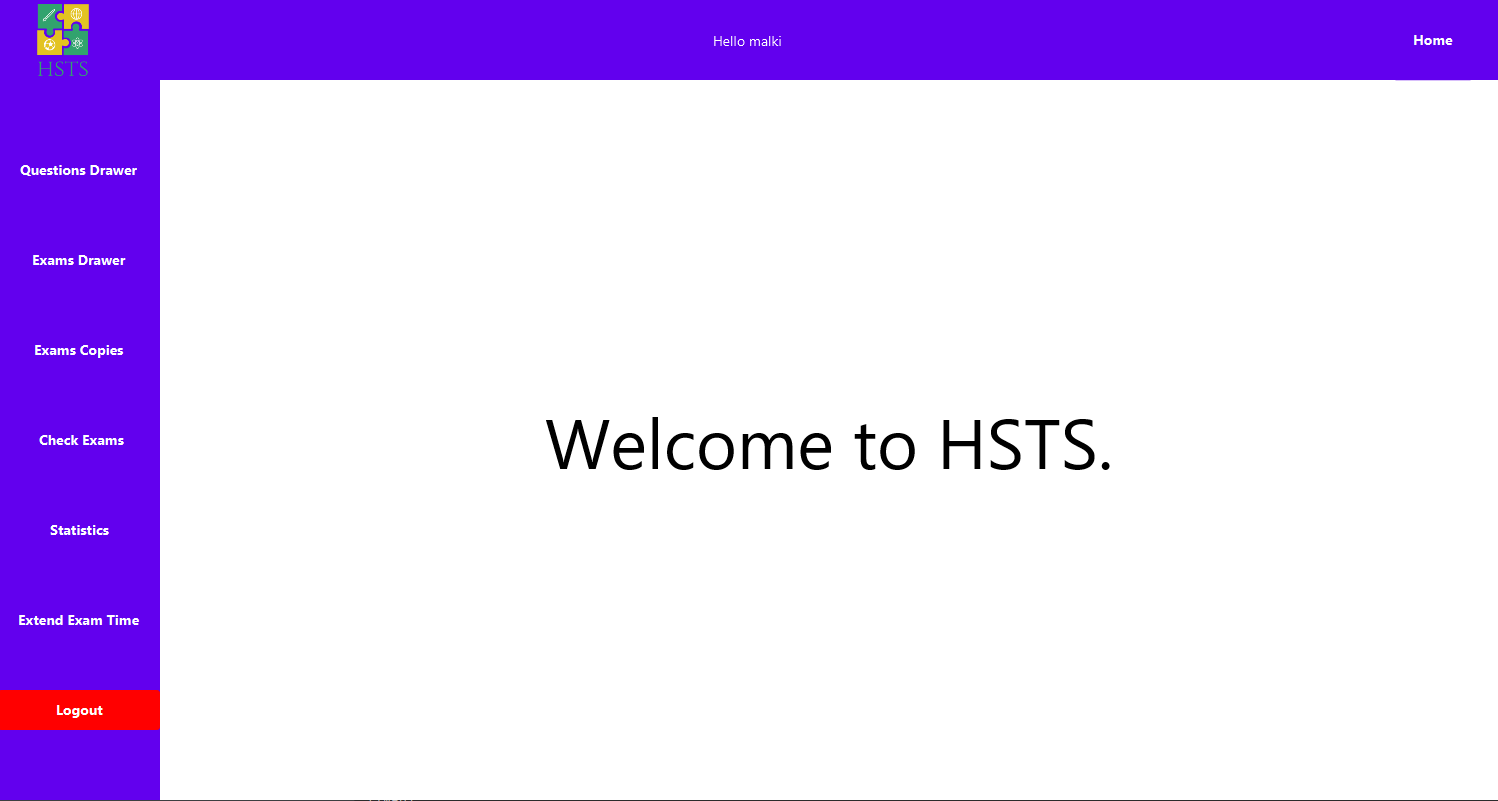 HSTS
Hello malki
Home
Questions Drawer
Exams Drawer
Exams Copies
Check Exams
Statistics
Extend Exam Time
Logout
Welcome to HSTS.